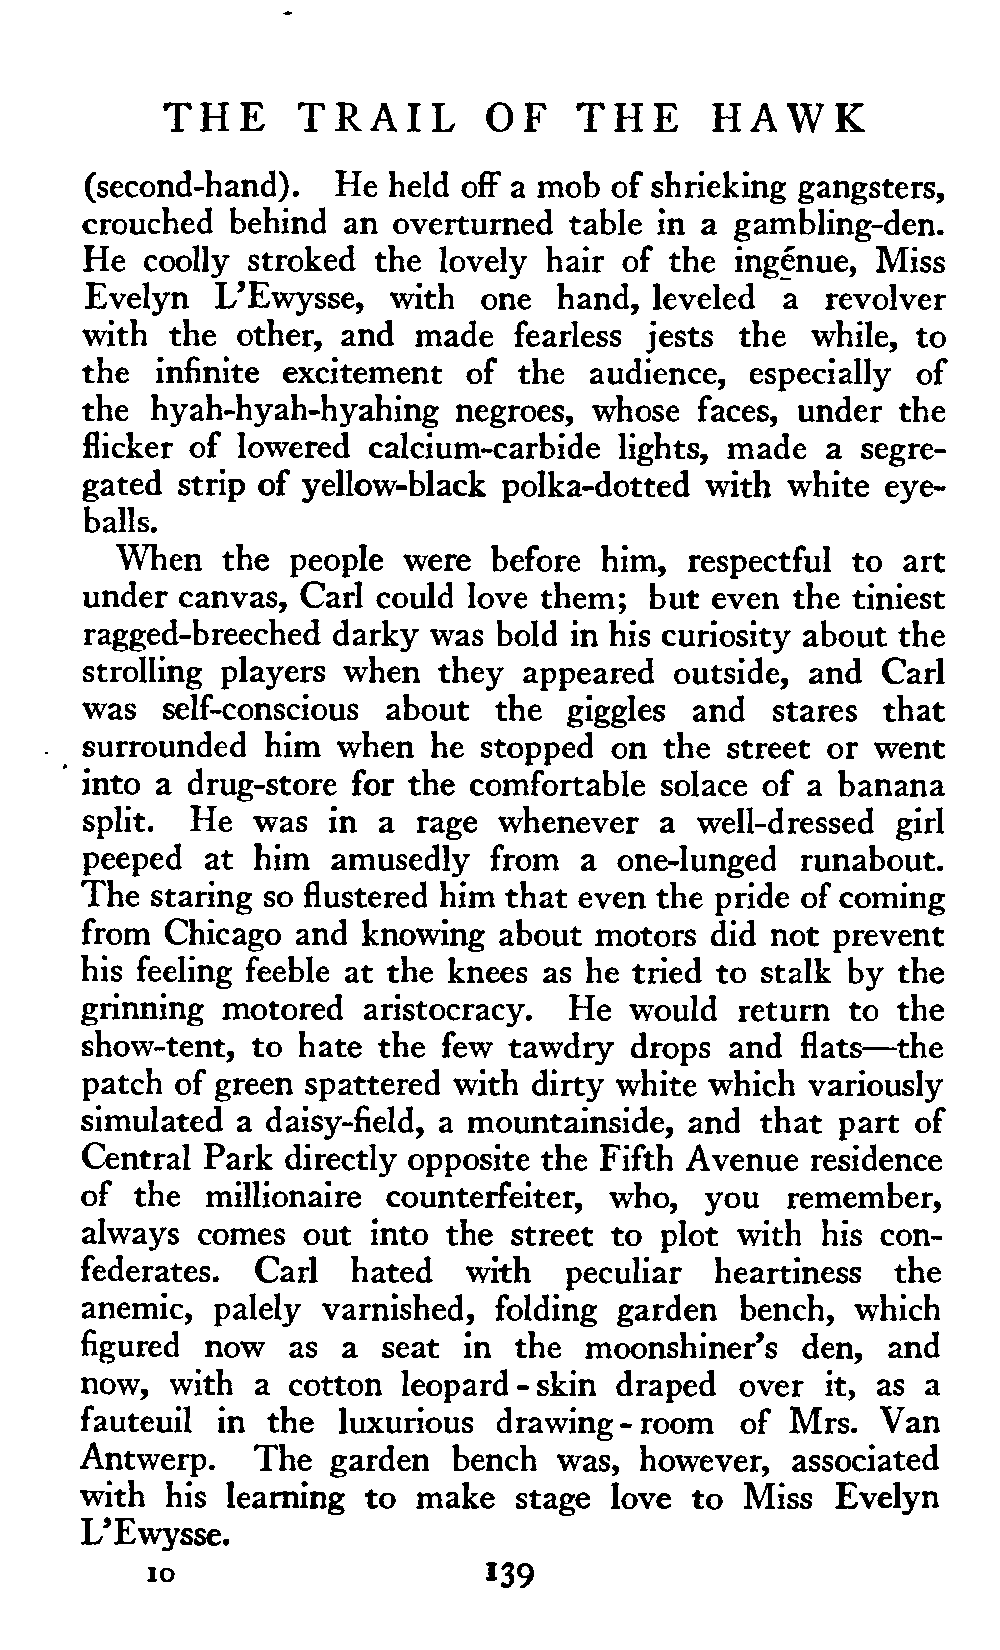 THE TRAIL OF THE HAWK
(second-hand). He held off a mob of shrieking gangsters,
crouched behind an overturned table in a gambling-den.
He coolly stroked the lovely hair of the ingénue, Miss
Evelyn L'Ewysse, with one hand, leveled a revolver
with the other, and made fearless jests the while, to
the infinite excitement of the audience, especially of
the hyah-hyah-hyahing negroes, whose faces, under the
flicker of lowered calcium-carbide lights, made a segre-
gated strip of yellow-black polka-dotted with white eye-
balls.
When the people were before him, respectful to art
under canvas, Carl could love them; but even the tiniest
ragged-breeched darky was bold in his curiosity about the
strolling players when they appeared outside, and Carl
was self-conscious about the giggles and stares that
surrounded him when he stopped on the street or went
into a drug-store for the comfortable solace of a banana
split. He was in a rage whenever a well-dressed girl
peeped at him amusedly from a one-lunged runabout.
The staring so flustered him that even the pride of coming
from Chicago and knowing about motors did not prevent
his feeling feeble at the knees as he tried to stalk by the
grinning motored aristocracy. He would return to the
show-tent, to hate the few tawdry drops and flats—the
patch of green spattered with dirty white which variously
simulated a daisy-field, a mountainside, and that part of
Central Park directly opposite the Fifth Avenue residence
of the millionaire counterfeiter, who, you remember,
always comes out into the street to plot with his con-
federates. Carl hated with peculiar heartiness the
anemic, palely varnished, folding garden bench, which
figured now as a seat in the moonshiner's den, and
now, with a cotton leopard-skin draped over it, as a
fauteuil in the luxurious drawing-room of Mrs. Van
Antwerp. The garden bench was, however, associated
with his learning to make stage love to Miss Evelyn
L'Ewysse.
10 139